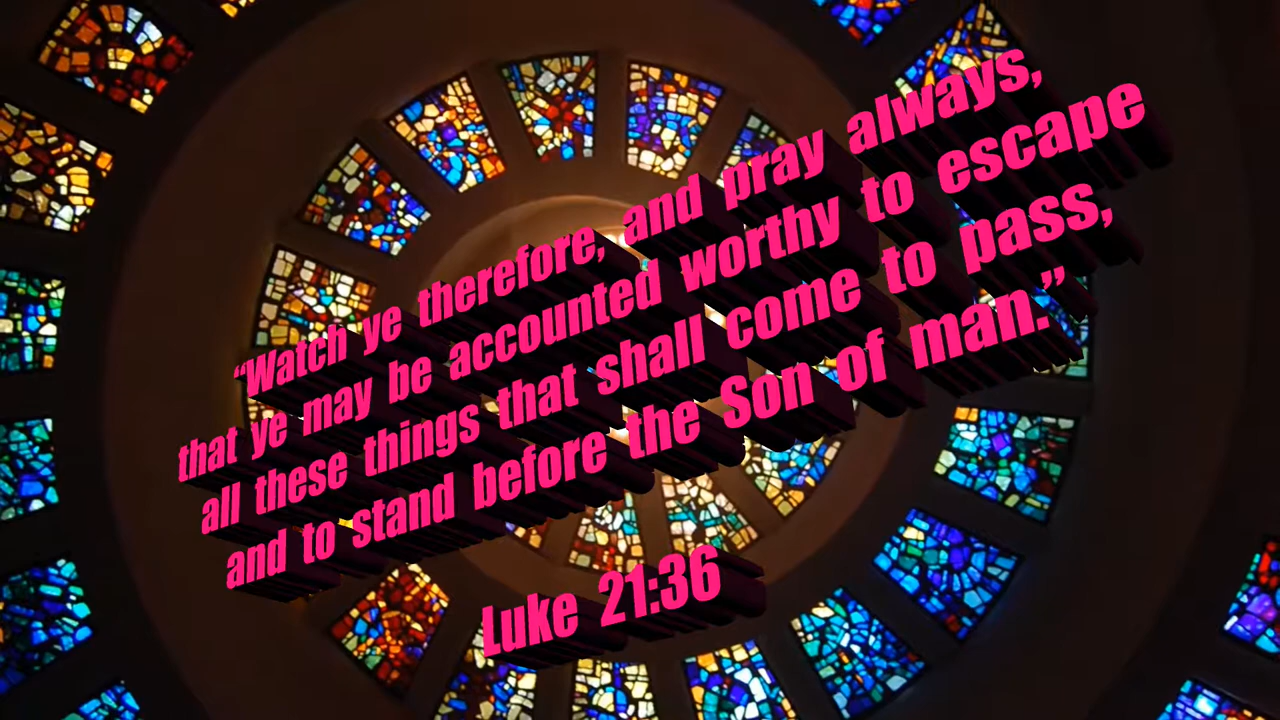 “Watch ye therefore, and pray always,
that ye may be accounted worthy to escape
all these things that shall come to pass,
and to stand before the Son of man.”
Luke 21:36